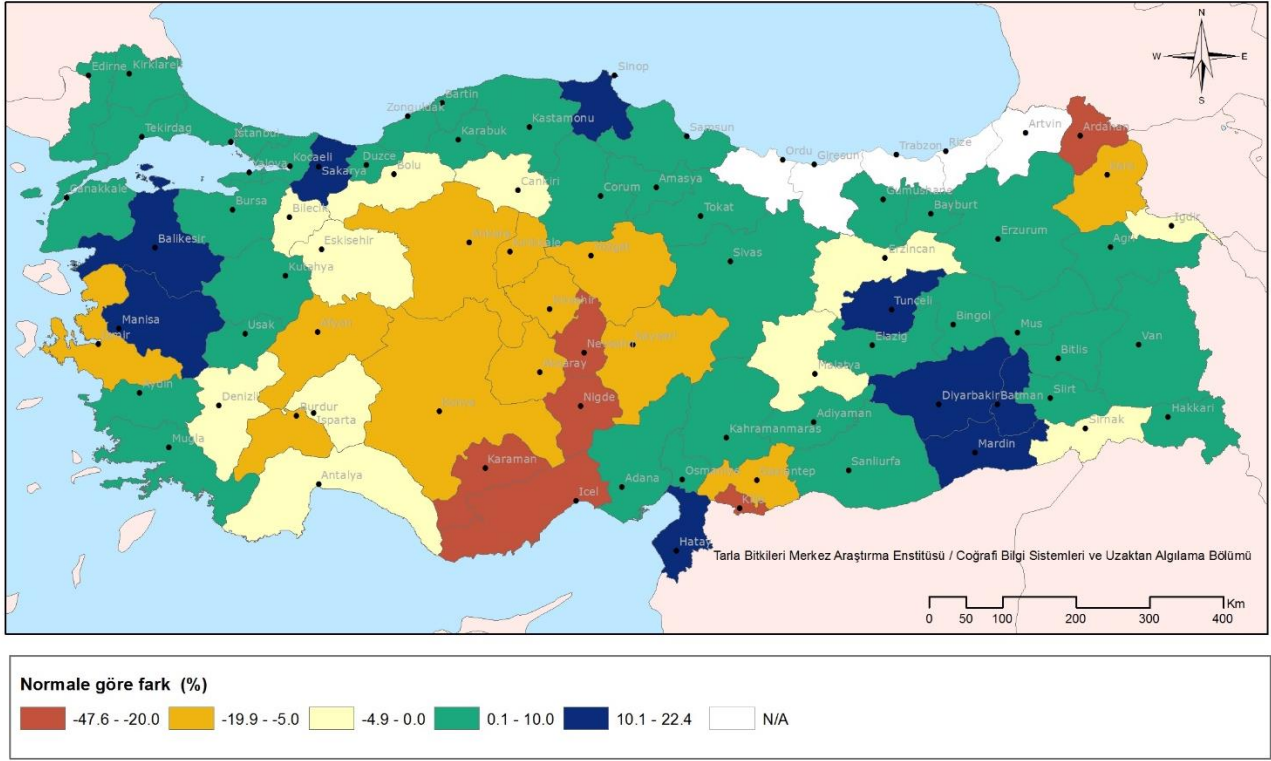 N
W E
S
Sinop
Edirne
Kirklareli
Bartin
Zonguldak
Kastamonu
Artvin
Tekirdag
Istanbul
Karabuk
Samsun
Ardahan
Ordu
Giresun
Trabzon
Rize
Yalova
Kocaeli
Sakarya
Duzce
Bolu
Cankiri
Corum
Amasya
Kars
Canakkale
Bursa
Bilecik
Tokat
Gumushane
Bayburt
Igdir
Balikesir
Eskisehir
Ankara
Kirikkale
Yozgat
Sivas
Erzincan
Erzurum
Agri
Kutahya
Manisa
Usak
Afyon
Kirsehir
Tunceli
Bingol
Mus
Izmir
Nevsehir
Kayseri
Elazig
Bitlis
Van
Aydin
Denizli
Burdur
Isparta
Konya
Aksaray
Nigde
Malatya
Diyarbakir
Batman
Siirt
Mugla
Kahramanmaras
Adiyaman
Mardin
Sirnak
Hakkari
Antalya
Karaman
Icel
Adana
Osmaniye
Gaziantep
Sanliurfa
Kilis
Hatay
Tarla Bitkileri Merkez Araştırma Enstitüsü / Coğrafi Bilgi Sistemleri ve Uzaktan Algılama Bölümü
Km
0 50 100 200 300 400
Normale göre fark (%)
-47.6 - -20.0 -19.9 - -5.0 -4.9 - 0.0 0.1 - 10.0 10.1 - 22.4 N/A